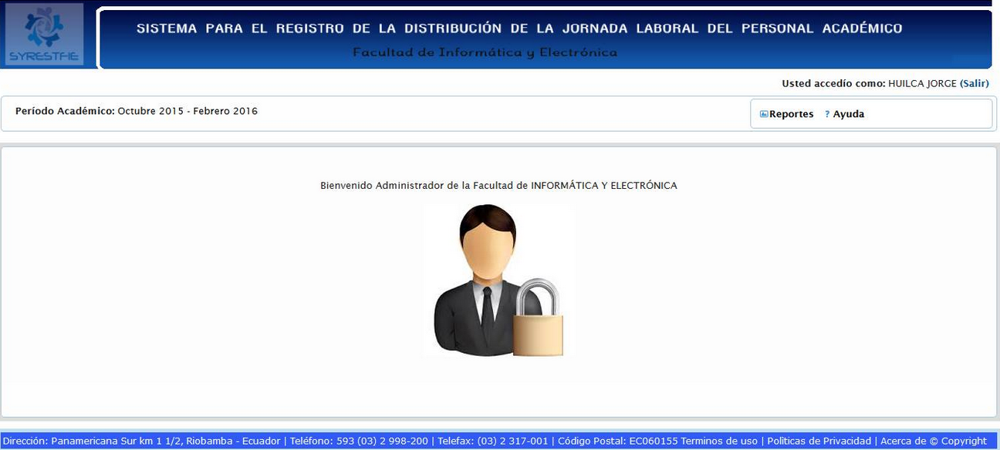 SYRESTFIE
SISTEMA PARA EL REGISTRO DE LA DISTRIBUCIÓN DE LA JORNADA LABORAL DEL PERSONAL ACADÉMICO
Facultad de Informática y Electrónica
Usted accedío como: HUILCA JORGE (Salir)
Período Académico: Octubre 2015 - Febrero 2016
Reportes ? Ayuda
Bienvenido Administrador de la Facultad de INFORMÁTICA Y ELECTRÓNICA
Dirección: Panamericana Sur km 1 1/2, Riobamba - Ecuador | Teléfono: 593 (03) 2 998-200 | Telefax: (03) 2 317-001 | Código Postal: EC060155 Terminos de uso | Políticas de Privacidad | Acerca de © Copyright